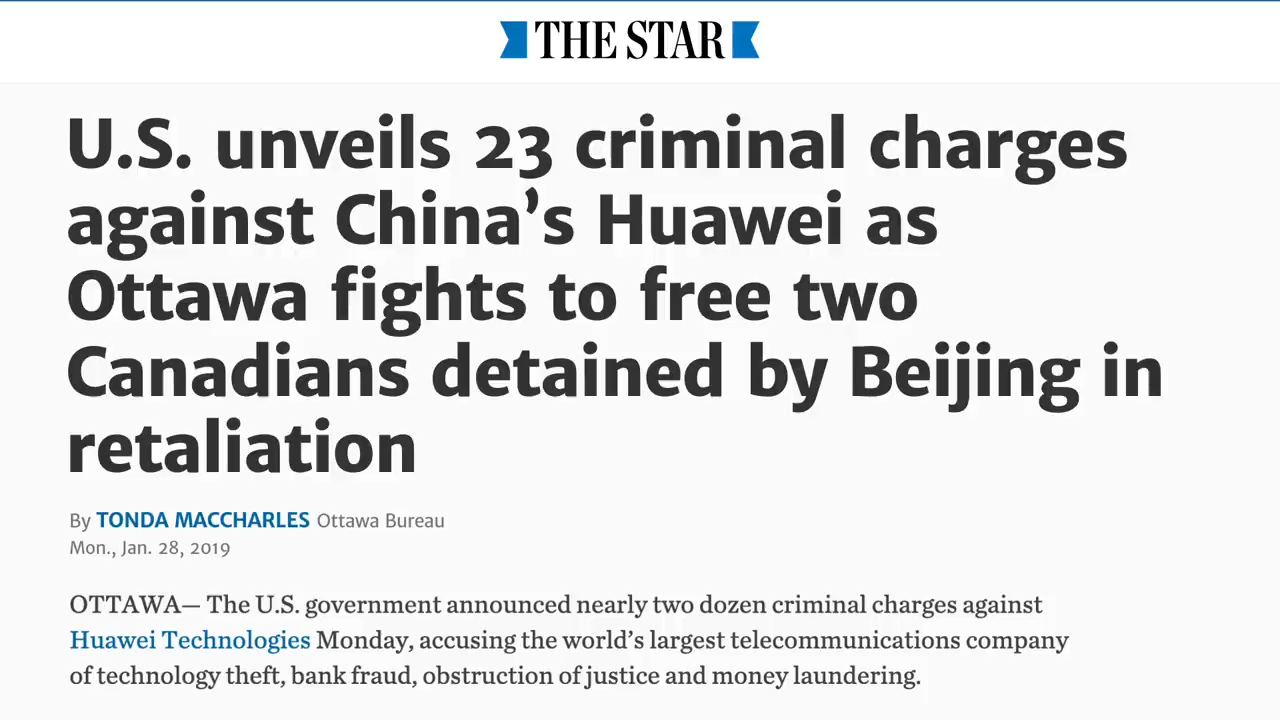 THE STAR
U.S. unveils 23 criminal charges
against China’s Huawei as
Ottawa fights to free two
Canadians detained by Beijing in
retaliation
By TONDA MACCHARLES Ottawa Bureau
Mon., Jan. 28, 2019
OTTAWA— The U.S. government announced nearly two dozen criminal charges against
Huawei Technologies Monday, accusing the world’s largest telecommunications company
of technology theft, bank fraud, obstruction of justice and money laundering.